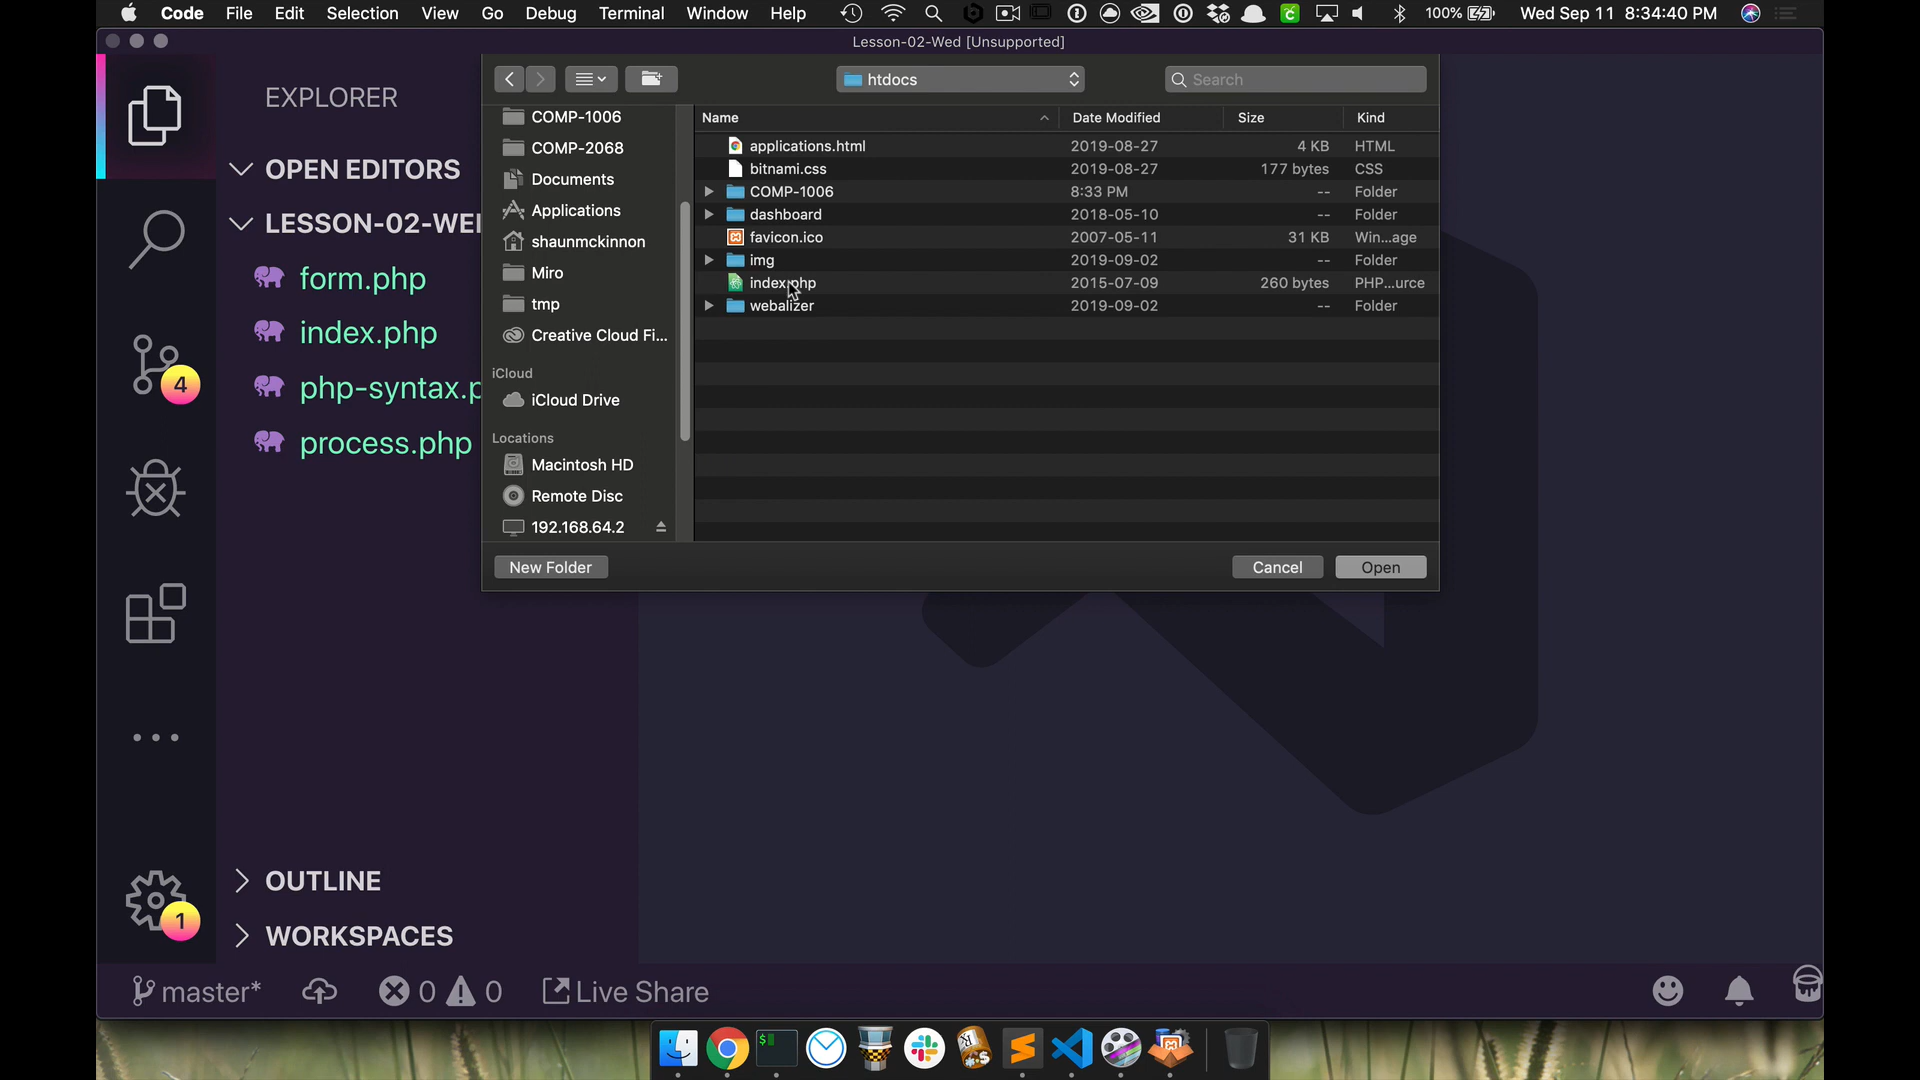 Code File Edit Selection View Go Debug Terminal Window Help 100% Wed Sep 11 8:34:40 PM
Lesson-02-Wed [Unsupported]
htdocs
Search
EXPLORER
OPEN EDITORS
LESSON-02-WE
form.php
index.php
php-syntax.p
process.php
OUTLINE
WORKSPACES
4
1
COMP-1006
COMP-2068
Documents
Applications
shaunmckinnon
Miro
tmp
Creative Cloud Fi...
iCloud
iCloud Drive
Locations
Macintosh HD
Remote Disc
192.168.64.2
Name Date Modified Size Kind
applications.html 2019-08-27 4 KB HTML
bitnami.css 2019-08-27 177 bytes CSS
COMP-1006 8:33 PM -- Folder
dashboard 2018-05-10 -- Folder
favicon.ico 2007-05-11 31 KB Win...age
img 2019-09-02 -- Folder
index.php 2015-07-09 260 bytes PHP...urce
webalizer 2019-09-02 -- Folder
New Folder Cancel Open
master* 0 0 Live Share